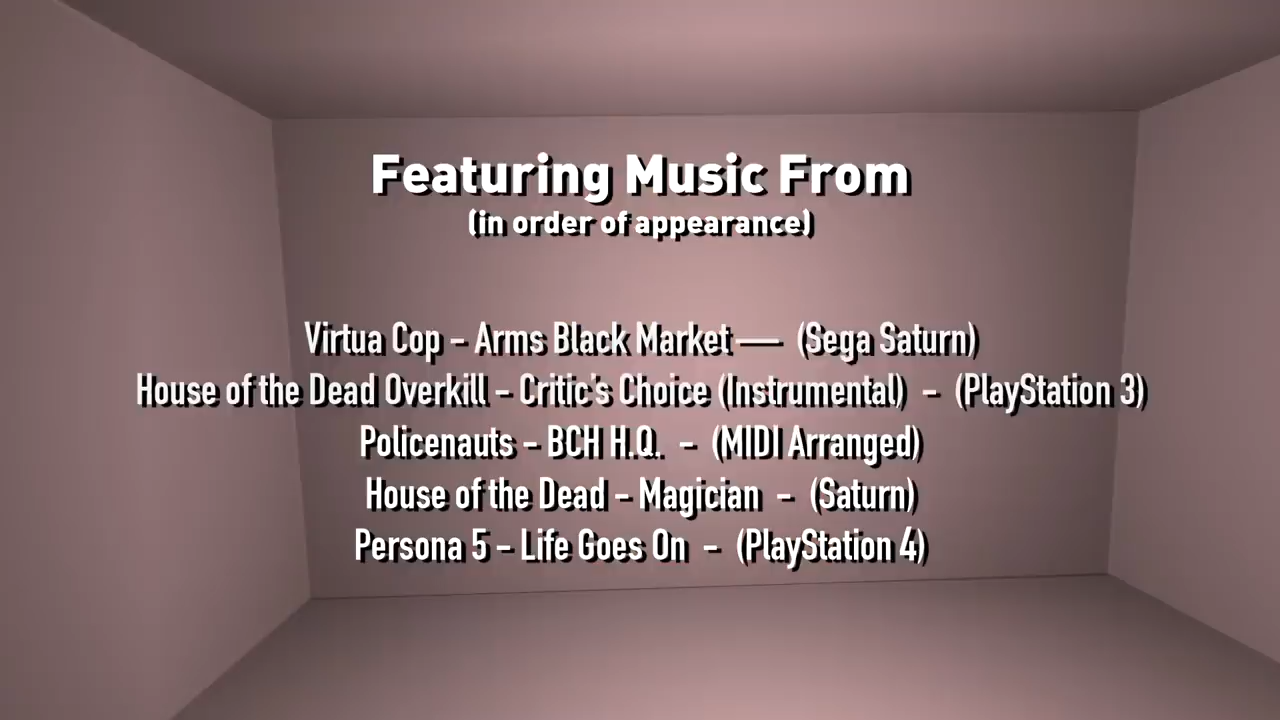 Featuring Music From
(in order of appearance)
Virtua Cop – Arms Black Market — (Sega Saturn)
House of the Dead Overkill – Critic's Choice (Instrumental) – (PlayStation 3)
Policenauts – BCH H.Q. – (MIDI Arranged)
House of the Dead – Magician – (Saturn)
Persona 5 – Life Goes On – (PlayStation 4)